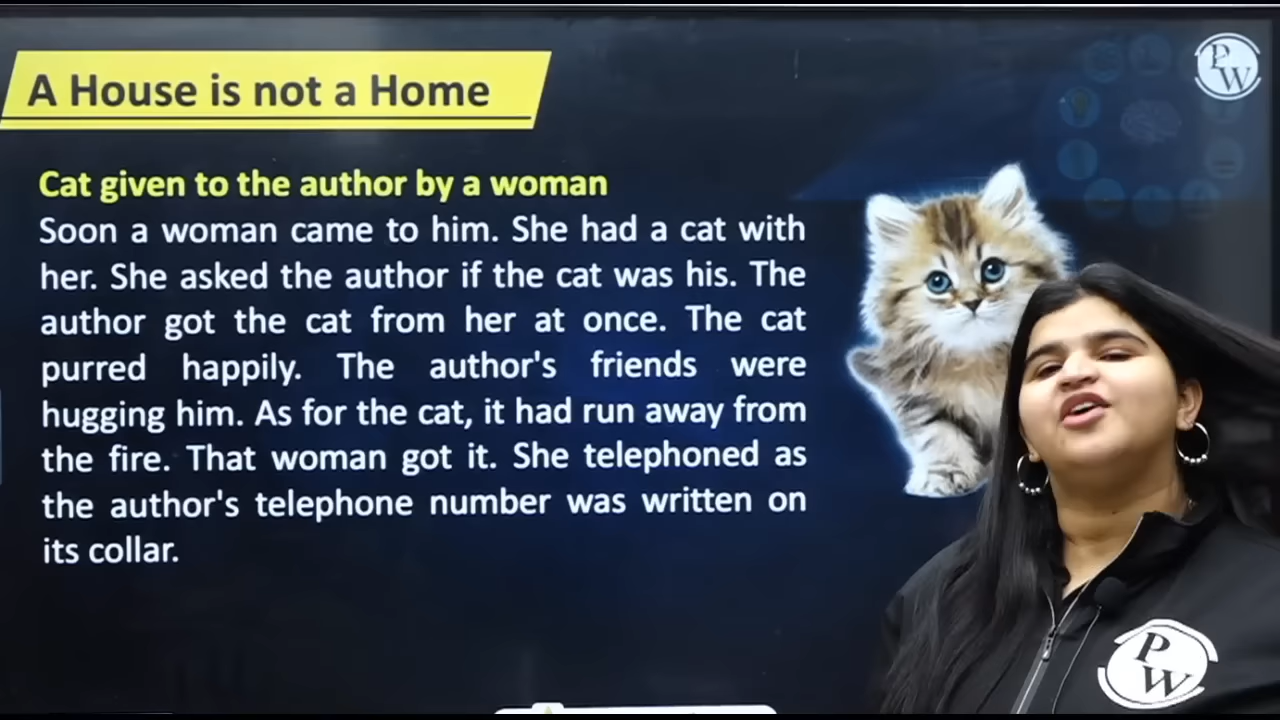 A House is not a Home
PW
Cat given to the author by a woman
Soon a woman came to him. She had a cat with
her. She asked the author if the cat was his. The
author got the cat from her at once. The cat
purred happily. The author's friends were
hugging him. As for the cat, it had run away from
the fire. That woman got it. She telephoned as
the author's telephone number was written on
its collar.
PW